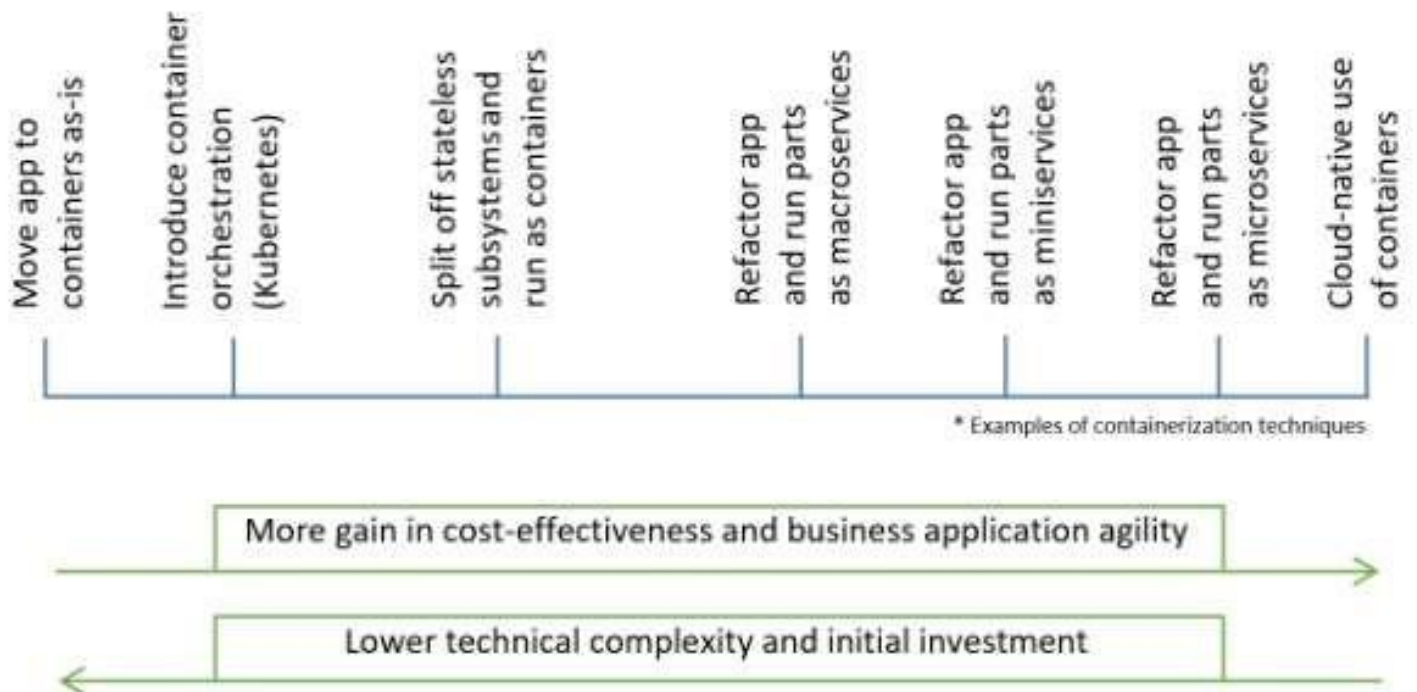 Move app to
containers as-is
Introduce container
orchestration
(Kubernetes)
Split off stateless
subsystems and
run as containers
Refactor app
and run parts
as macroservices
Refactor app
and run parts
as miniservices
Refactor app
and run parts
as microservices
Cloud-native use
of containers
* Examples of containerization techniques
More gain in cost-effectiveness and business application agility
Lower technical complexity and initial investment